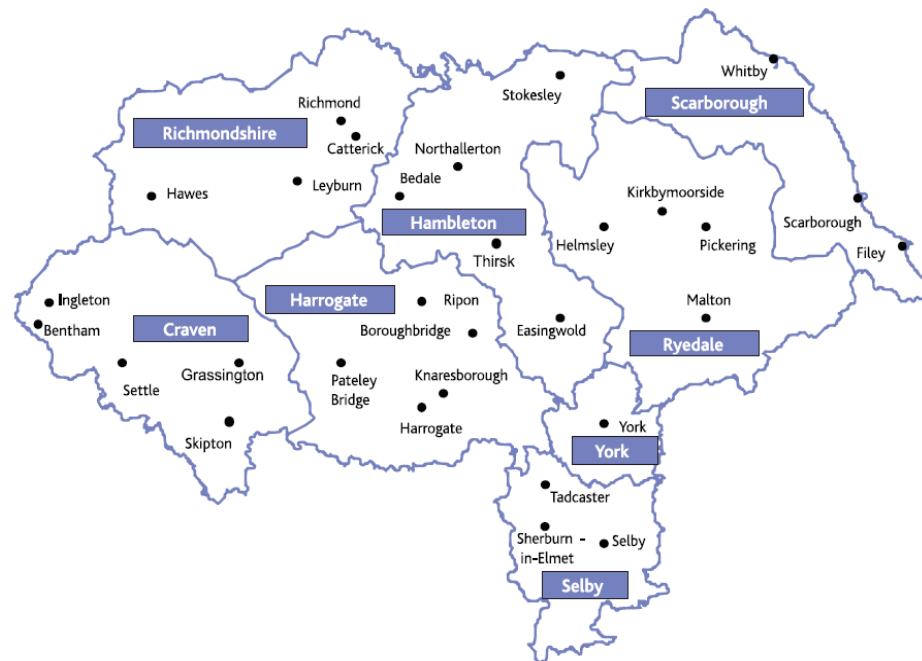 Whitby
Stokesley
Scarborough
Richmond
Richmondshire
Catterick
Northallerton
Bedale
Leyburn
Hawes
Kirkbymoorside
Hambleton
Scarborough
Helmsley
Pickering
Filey
Thirsk
Ingleton
Harrogate
Ripon
Malton
Bentham
Craven
Boroughbridge
Easingwold
Ryedale
Settle
Grassington
Pateley
Bridge
Knaresborough
Harrogate
Skipton
York
York
Tadcaster
Sherburn -
in-Elmet
Selby
Selby